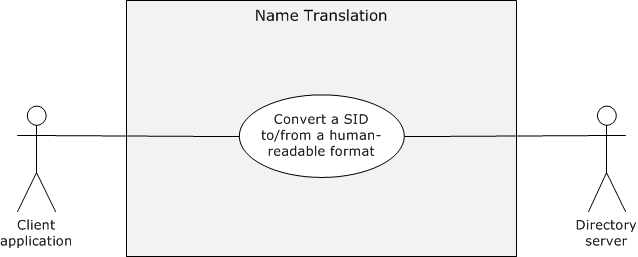 Name Translation
Convert a SID
to/from a human-
readable format
Client
application
Directory
server